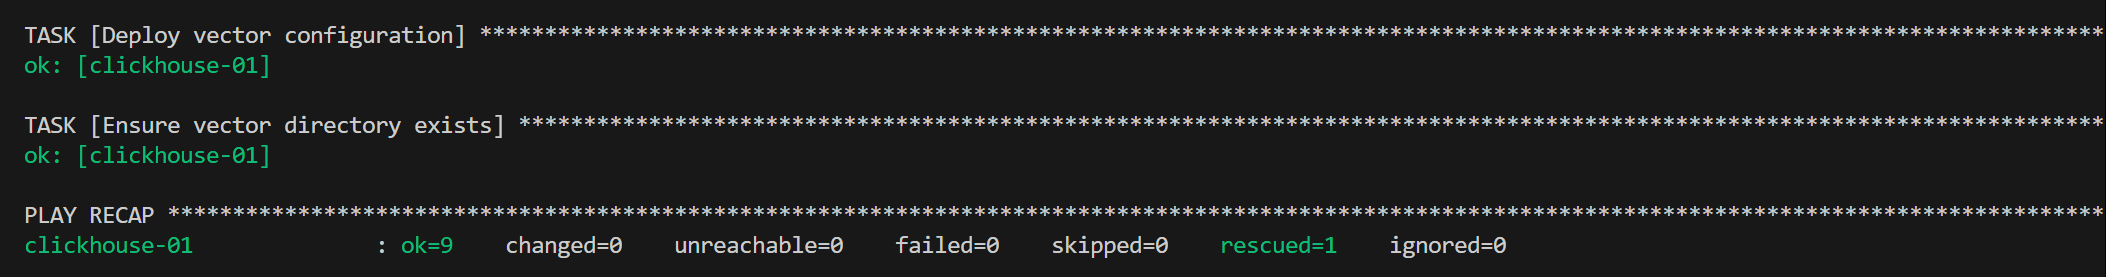 TASK [Deploy vector configuration] *****************************************************************************************************************************
ok: [clickhouse-01]
TASK [Ensure vector directory exists] **************************************************************************************************************************
ok: [clickhouse-01]
PLAY RECAP *****************************************************************************************************************************************************
clickhouse-01              : ok=9    changed=0    unreachable=0    failed=0    skipped=0    rescued=1    ignored=0